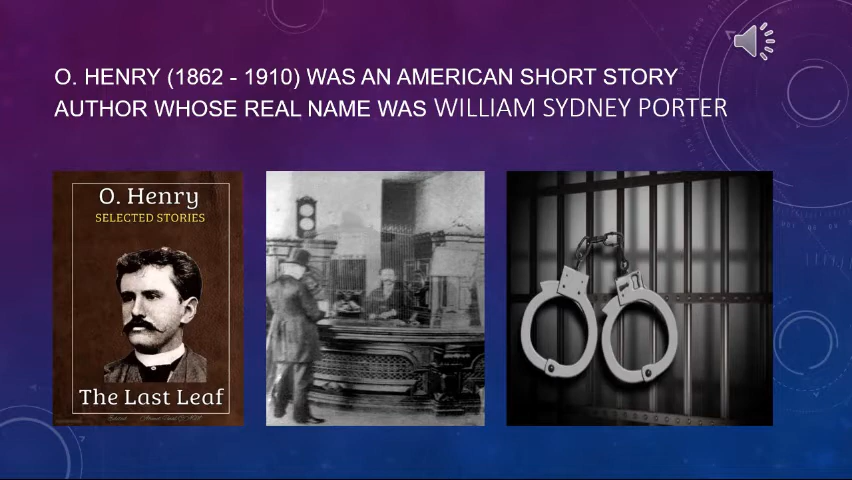 O. HENRY (1862 - 1910) WAS AN AMERICAN SHORT STORY
AUTHOR WHOSE REAL NAME WAS WILLIAM SYDNEY PORTER
O. Henry
SELECTED STORIES
The Last Leaf